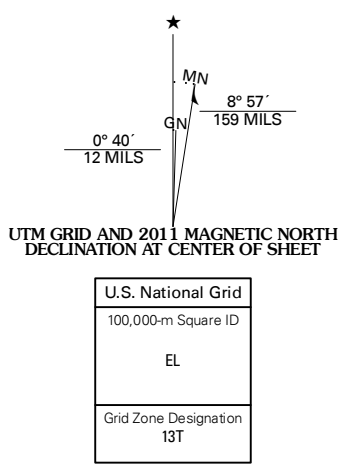 ★
MN
8° 57´
159 MILS
GN
0° 40´
12 MILS
UTM GRID AND 2011 MAGNETIC NORTH
DECLINATION AT CENTER OF SHEET
U.S. National Grid
100,000-m Square ID
EL
Grid Zone Designation
13T